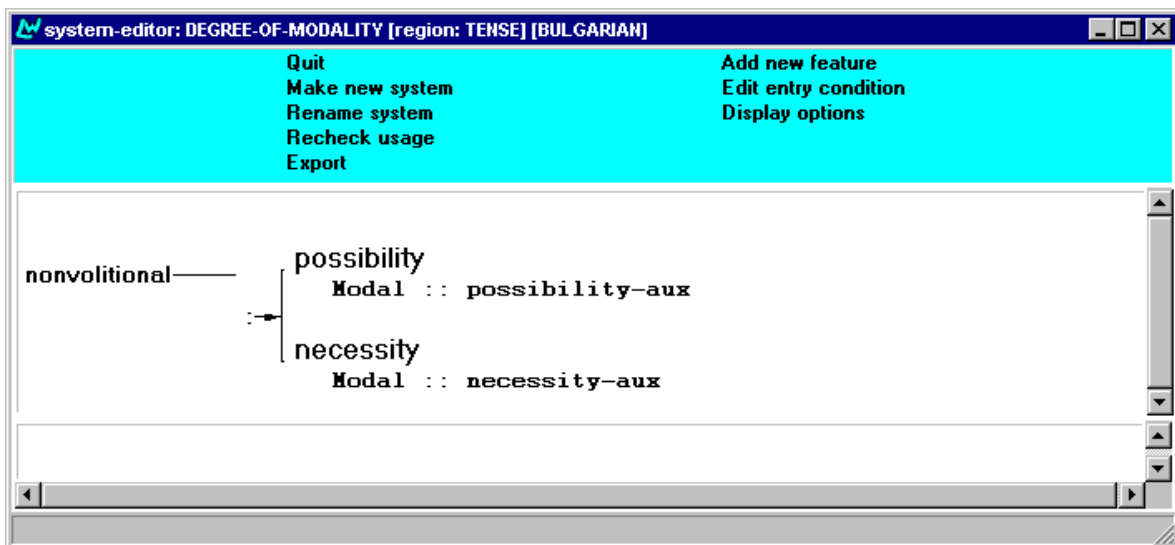 system-editor: DEGREE-OF-MODALITY [region: TENSE] [BULGARIAN]
Quit
Make new system
Rename system
Recheck usage
Export
Add new feature
Edit entry condition
Display options
nonvolitional
possibility
Modal :: possibility-aux
necessity
Modal :: necessity-aux